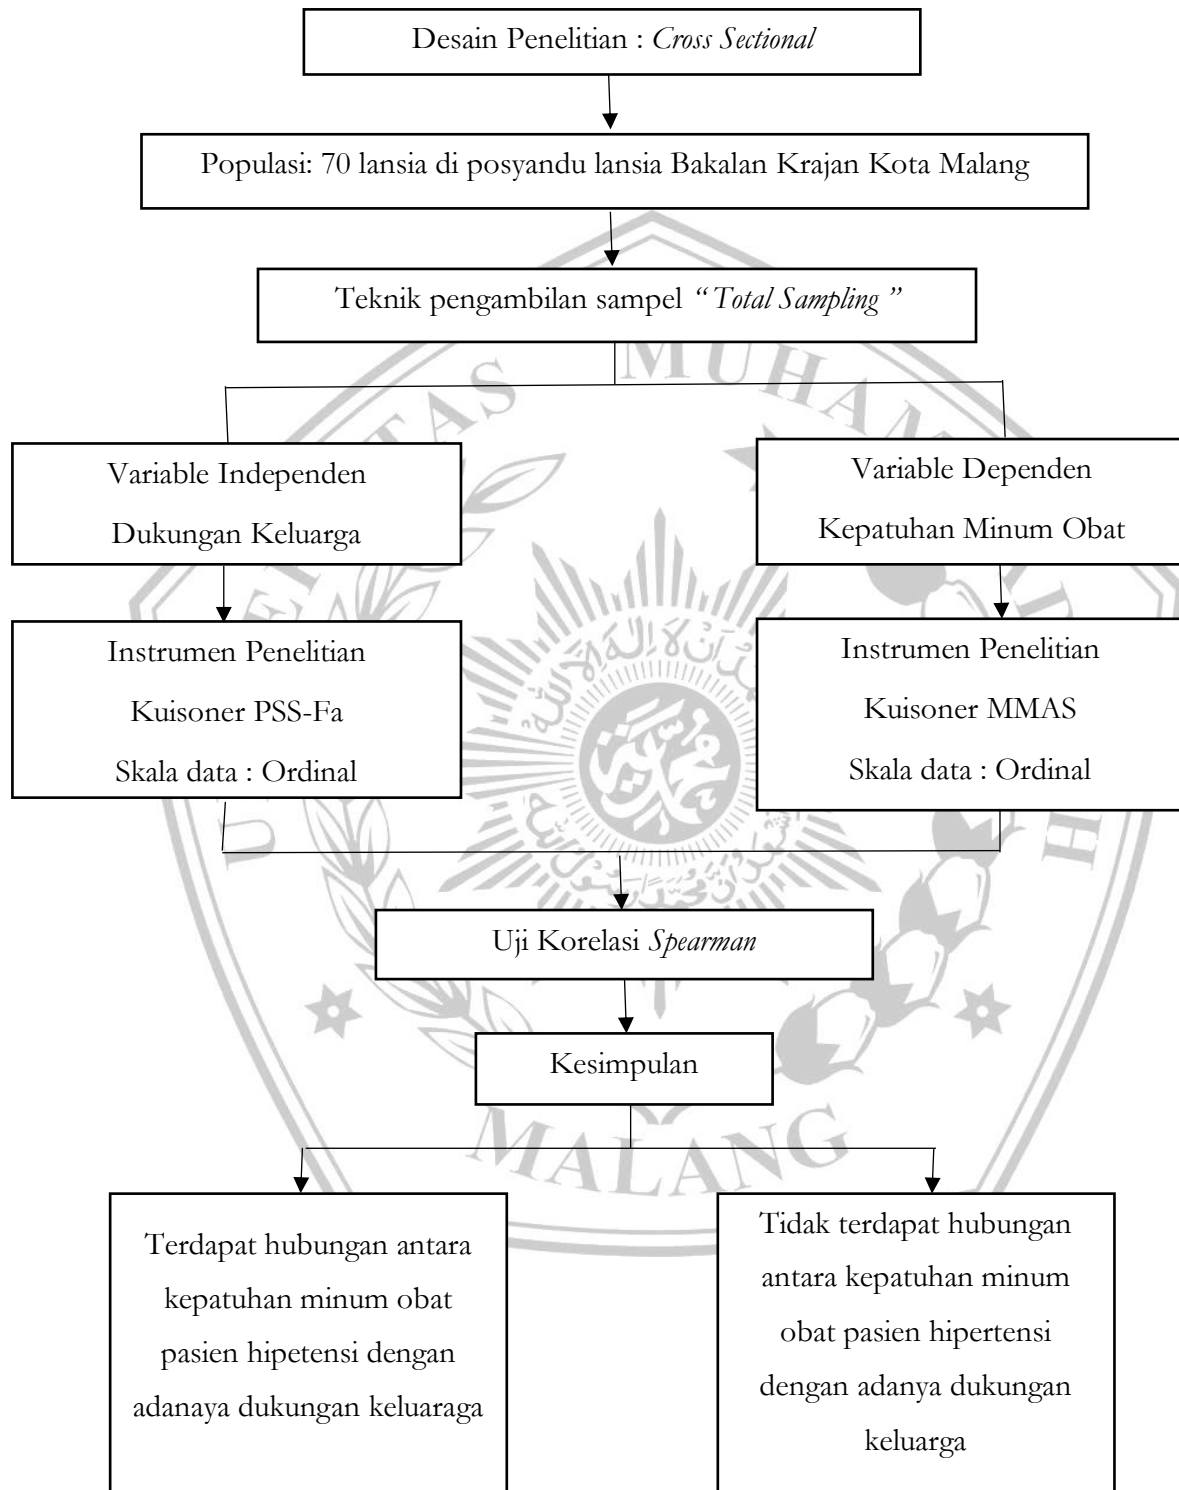 Desain Penelitian : Cross Sectional
Populasi: 70 lansia di posyandu lansia Bakalan Krajan Kota Malang
Teknik pengambilan sampel “ Total Sampling ”
Variable Independen
Dukungan Keluarga
Variable Dependen
Kepatuhan Minum Obat
Instrumen Penelitian
Kuisoner PSS-Fa
Skala data : Ordinal
Instrumen Penelitian
Kuisoner MMAS
Skala data : Ordinal
Uji Korelasi Spearman
Kesimpulan
Terdapat hubungan antara
kepatuhan minum obat
pasien hipetensi dengan
adanaya dukungan keluaraga
Tidak terdapat hubungan
antara kepatuhan minum
obat pasien hipertensi
dengan adanya dukungan
keluarga
MALANG